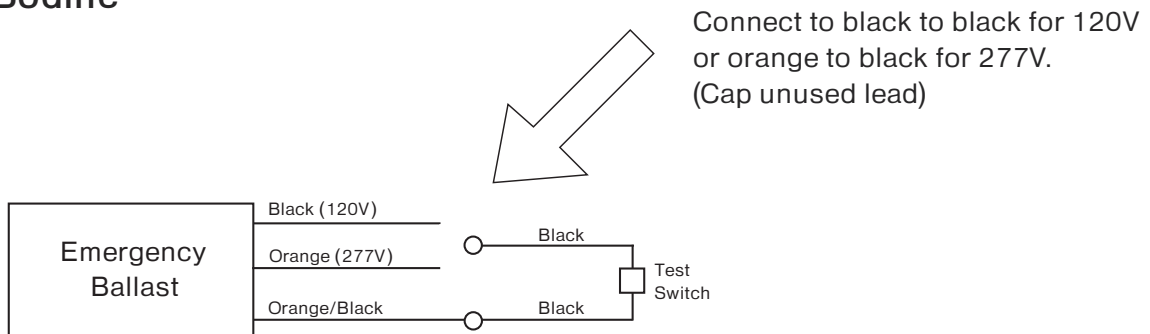 Connect to black to black for 120V
or orange to black for 277V.
(Cap unused lead)
Black (120V)
Black
Emergency
Ballast
Orange (277V)
Test
Switch
Orange/Black
Black